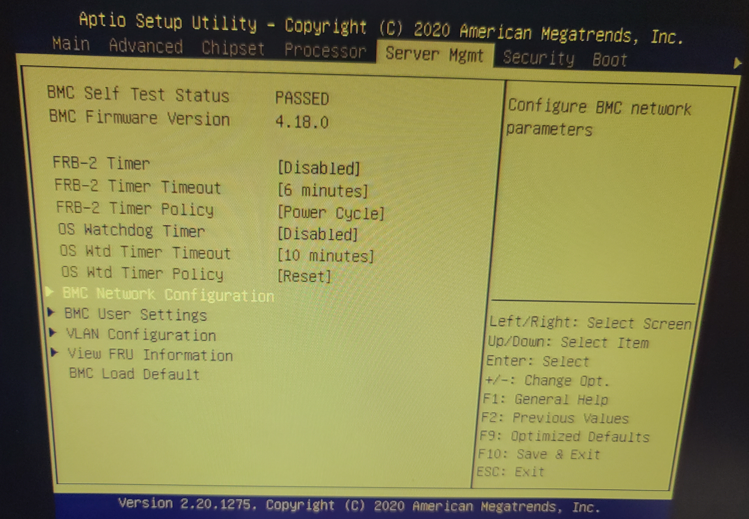 Aptio Setup Utility - Copyright (C) 2020 American Megatrends, Inc.
Main Advanced Chipset Processor Server Mgmt Security Boot
BMC Self Test Status PASSED
BMC Firmware Version 4.18.0
FRB-2 Timer [Disabled]
FRB-2 Timer Timeout [6 minutes]
FRB-2 Timer Policy [Power Cycle]
OS Watchdog Timer [Disabled]
OS Wtd Timer Timeout [10 minutes]
OS Wtd Timer Policy [Reset]
BMC Network Configuration
BMC User Settings
VLAN Configuration
View FRU Information
BMC Load Default
Configure BMC network
parameters
Left/Right: Select Screen
Up/Down: Select Item
Enter: Select
+/-: Change Opt.
F1: General Help
F2: Previous Values
F9: Optimized Defaults
F10: Save & Exit
ESC: Exit
Version 2.20.1275. Copyright (C) 2020 American Megatrends, Inc.